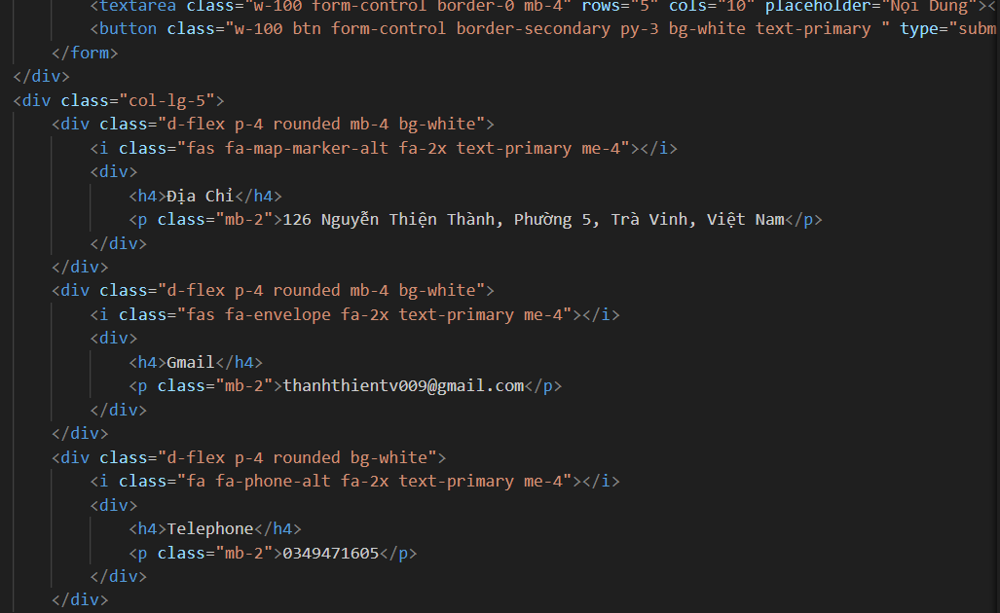 <textarea class="w-100 form-control border-0 mb-4" rows="5" cols="10" placeholder="Nội Dung"><
<button class="w-100 btn form-control border-secondary py-3 bg-white text-primary " type="subm
</form>
</div>
<div class="col-lg-5">
<div class="d-flex p-4 rounded mb-4 bg-white">
<i class="fas fa-map-marker-alt fa-2x text-primary me-4"></i>
<div>
<h4>Địa Chỉ</h4>
<p class="mb-2">126 Nguyễn Thiện Thành, Phường 5, Trà Vinh, Việt Nam</p>
</div>
</div>
<div class="d-flex p-4 rounded mb-4 bg-white">
<i class="fas fa-envelope fa-2x text-primary me-4"></i>
<div>
<h4>Gmail</h4>
<p class="mb-2">thanhthientv009@gmail.com</p>
</div>
</div>
<div class="d-flex p-4 rounded bg-white">
<i class="fa fa-phone-alt fa-2x text-primary me-4"></i>
<div>
<h4>Telephone</h4>
<p class="mb-2">0349471605</p>
</div>
</div>